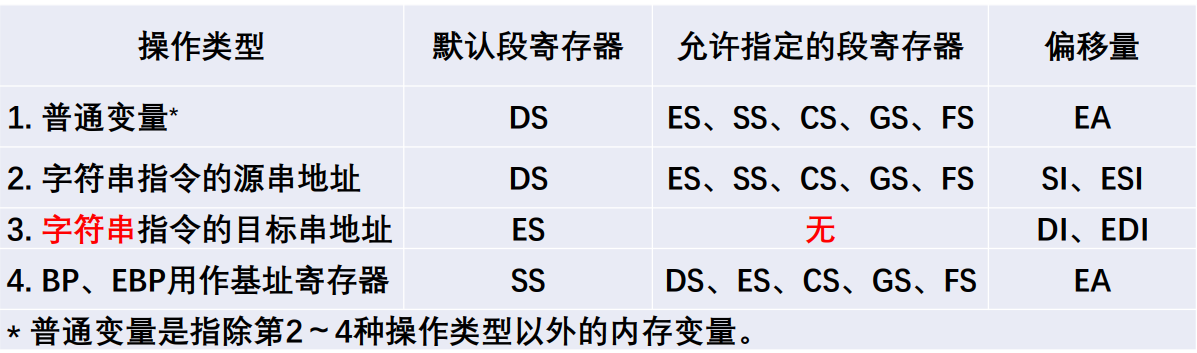 操作类型 默认段寄存器 允许指定的段寄存器 偏移量
1. 普通变量* DS ES、SS、CS、GS、FS EA
2. 字符串指令的源串地址 DS ES、SS、CS、GS、FS SI、ESI
3. 字符串指令的目标串地址 ES 无 DI、EDI
4. BP、EBP用作基址寄存器 SS DS、ES、CS、GS、FS EA
* 普通变量是指除第2～4种操作类型以外的内存变量。